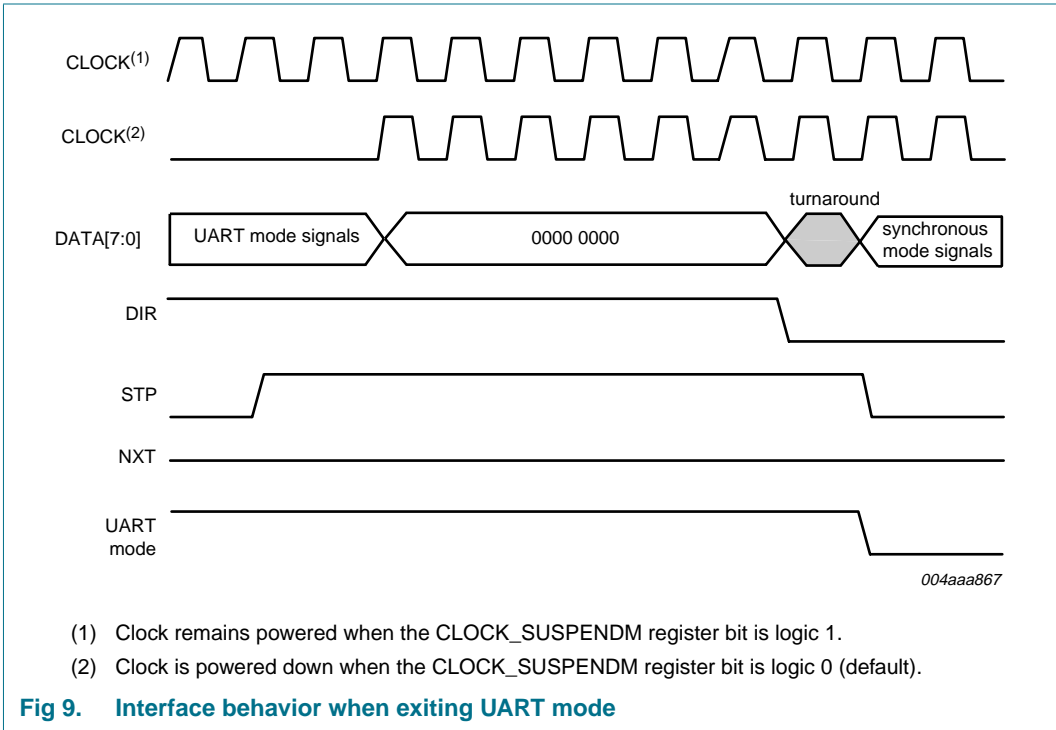 CLOCK(1)
CLOCK(2)
turnaround
DATA[7:0]
UART mode signals
0000 0000
synchronous
mode signals
DIR
STP
NXT
UART
mode
004aaa867
(1) Clock remains powered when the CLOCK_SUSPENDM register bit is logic 1.
(2) Clock is powered down when the CLOCK_SUSPENDM register bit is logic 0 (default).
Fig 9. Interface behavior when exiting UART mode